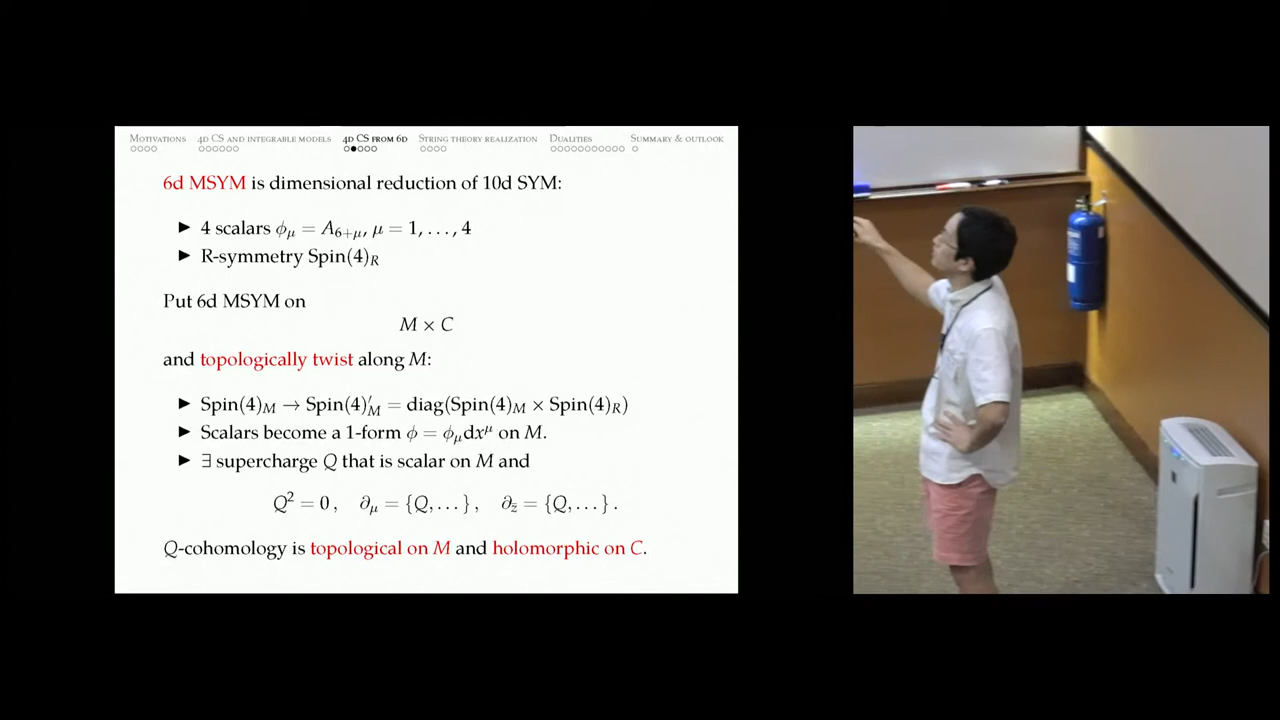 Motivations 4d CS and integrable models 4d CS from 6d String theory realization Dualities Summary & outlook
6d MSYM is dimensional reduction of 10d SYM:
▶ 4 scalars ϕ_μ = A_{6+μ}, μ = 1, . . . , 4
▶ R-symmetry Spin(4)_R
Put 6d MSYM on
M × C
and topologically twist along M:
▶ Spin(4)_M → Spin(4)′_M = diag(Spin(4)_M × Spin(4)_R)
▶ Scalars become a 1-form ϕ = ϕ_μ dx^μ on M.
▶ ∃ supercharge Q that is scalar on M and
Q² = 0 , ∂_μ = {Q, . . . } , ∂_z̄ = {Q, . . . } .
Q-cohomology is topological on M and holomorphic on C.